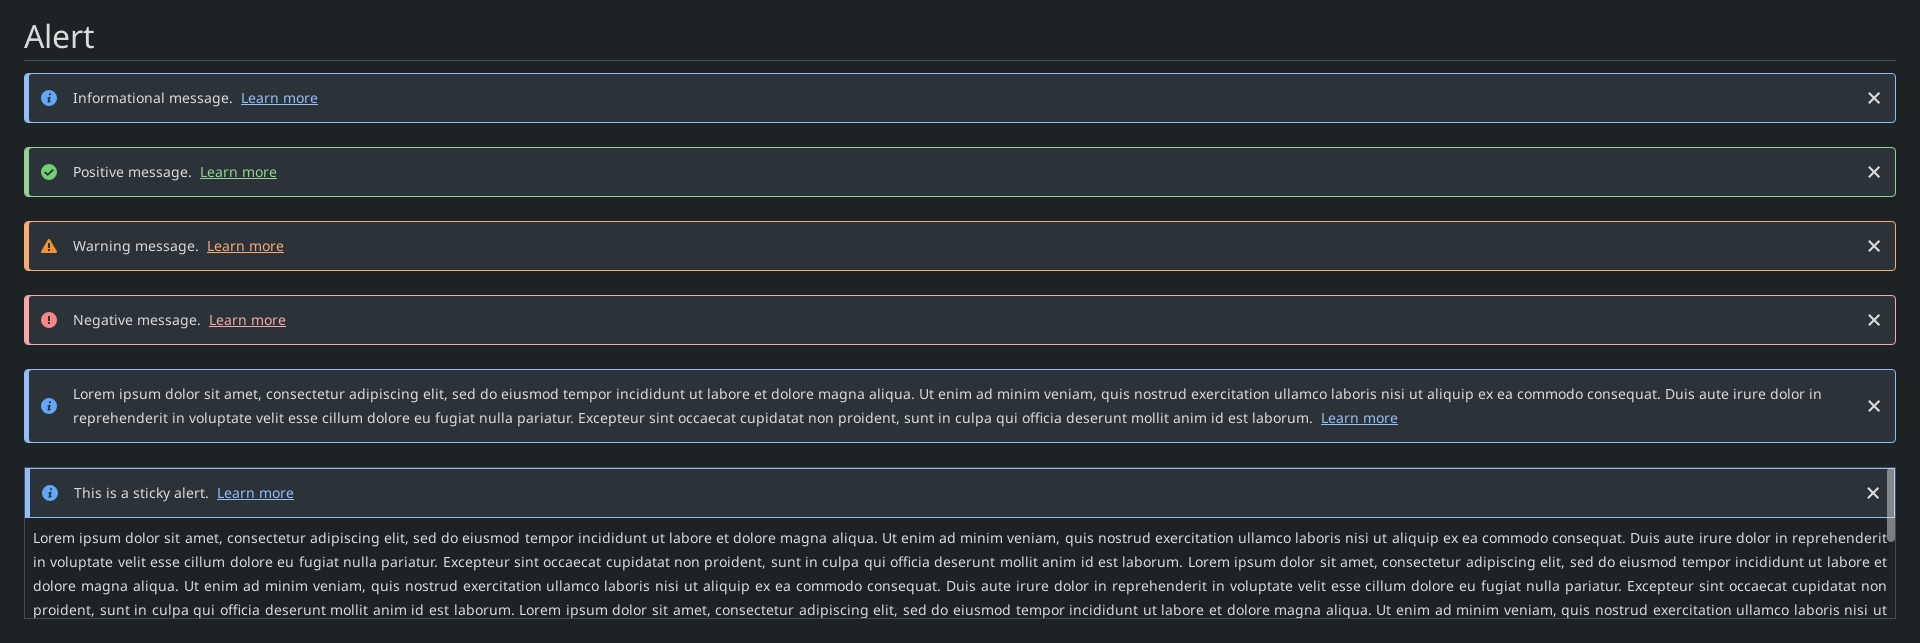 Alert
Informational message. Learn more
Positive message. Learn more
Warning message. Learn more
Negative message. Learn more
Lorem ipsum dolor sit amet, consectetur adipiscing elit, sed do eiusmod tempor incididunt ut labore et dolore magna aliqua. Ut enim ad minim veniam, quis nostrud exercitation ullamco laboris nisi ut aliquip ex ea commodo consequat. Duis aute irure dolor in
reprehenderit in voluptate velit esse cillum dolore eu fugiat nulla pariatur. Excepteur sint occaecat cupidatat non proident, sunt in culpa qui officia deserunt mollit anim id est laborum. Learn more
This is a sticky alert. Learn more
Lorem ipsum dolor sit amet, consectetur adipiscing elit, sed do eiusmod tempor incididunt ut labore et dolore magna aliqua. Ut enim ad minim veniam, quis nostrud exercitation ullamco laboris nisi ut aliquip ex ea commodo consequat. Duis aute irure dolor in reprehenderit
in voluptate velit esse cillum dolore eu fugiat nulla pariatur. Excepteur sint occaecat cupidatat non proident, sunt in culpa qui officia deserunt mollit anim id est laborum. Lorem ipsum dolor sit amet, consectetur adipiscing elit, sed do eiusmod tempor incididunt ut labore et
dolore magna aliqua. Ut enim ad minim veniam, quis nostrud exercitation ullamco laboris nisi ut aliquip ex ea commodo consequat. Duis aute irure dolor in reprehenderit in voluptate velit esse cillum dolore eu fugiat nulla pariatur. Excepteur sint occaecat cupidatat non
proident, sunt in culpa qui officia deserunt mollit anim id est laborum. Lorem ipsum dolor sit amet, consectetur adipiscing elit, sed do eiusmod tempor incididunt ut labore et dolore magna aliqua. Ut enim ad minim veniam, quis nostrud exercitation ullamco laboris nisi ut